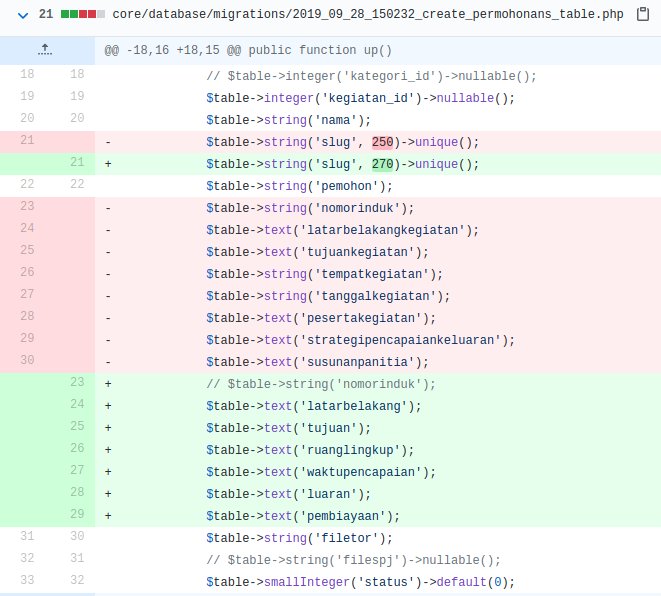 21 core/database/migrations/2019_09_28_150232_create_permohonans_table.php
@@ -18,16 +18,15 @@ public function up()
18 18 // $table->integer('kategori_id')->nullable();
19 19 $table->integer('kegiatan_id')->nullable();
20 20 $table->string('nama');
21 - $table->string('slug', 250)->unique();
21 + $table->string('slug', 270)->unique();
22 22 $table->string('pemohon');
23 - $table->string('nomorinduk');
24 - $table->text('latarbelakangkegiatan');
25 - $table->text('tujuankegiatan');
26 - $table->string('tempatkegiatan');
27 - $table->string('tanggalkegiatan');
28 - $table->text('pesertakegiatan');
29 - $table->text('strategipencapaiankeluaran');
30 - $table->text('susunanpanitia');
23 + // $table->string('nomorinduk');
24 + $table->text('latarbelakang');
25 + $table->text('tujuan');
26 + $table->text('ruanglingkup');
27 + $table->text('waktupencapaian');
28 + $table->text('luaran');
29 + $table->text('pembiayaan');
31 30 $table->string('filetor');
32 31 // $table->string('filespj')->nullable();
33 32 $table->smallInteger('status')->default(0);